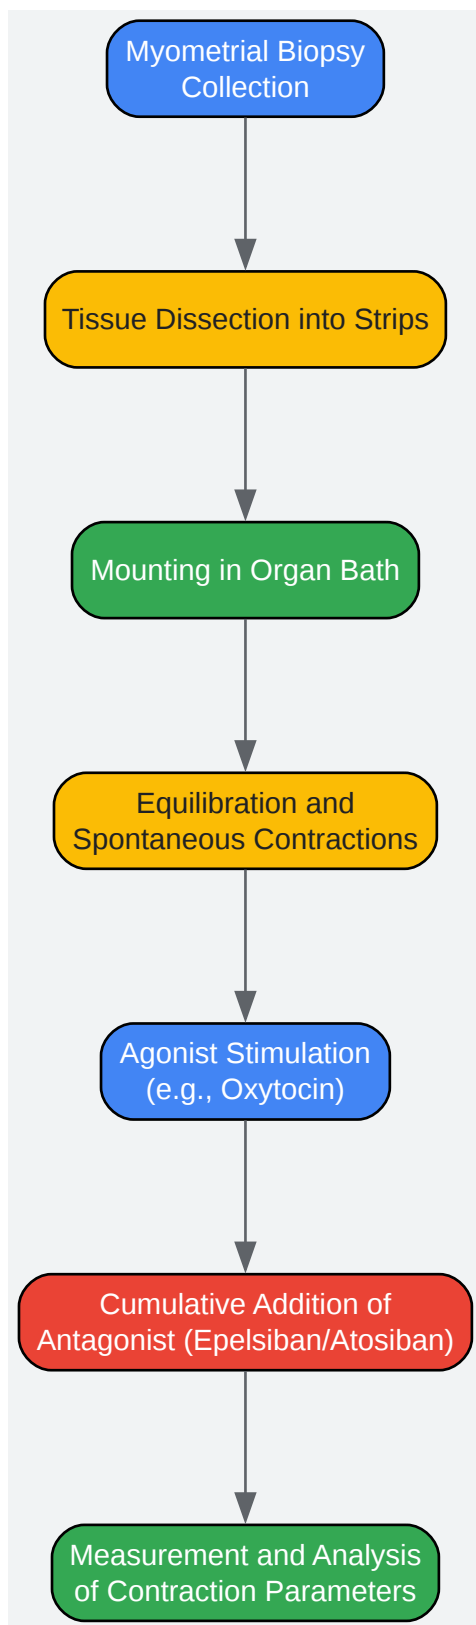 Myometrial Biopsy
Collection
Tissue Dissection into Strips
Mounting in Organ Bath
Equilibration and
Spontaneous Contractions
Agonist Stimulation
(e.g., Oxytocin)
Cumulative Addition of
Antagonist (Epelsiban/Atosiban)
Measurement and Analysis
of Contraction Parameters